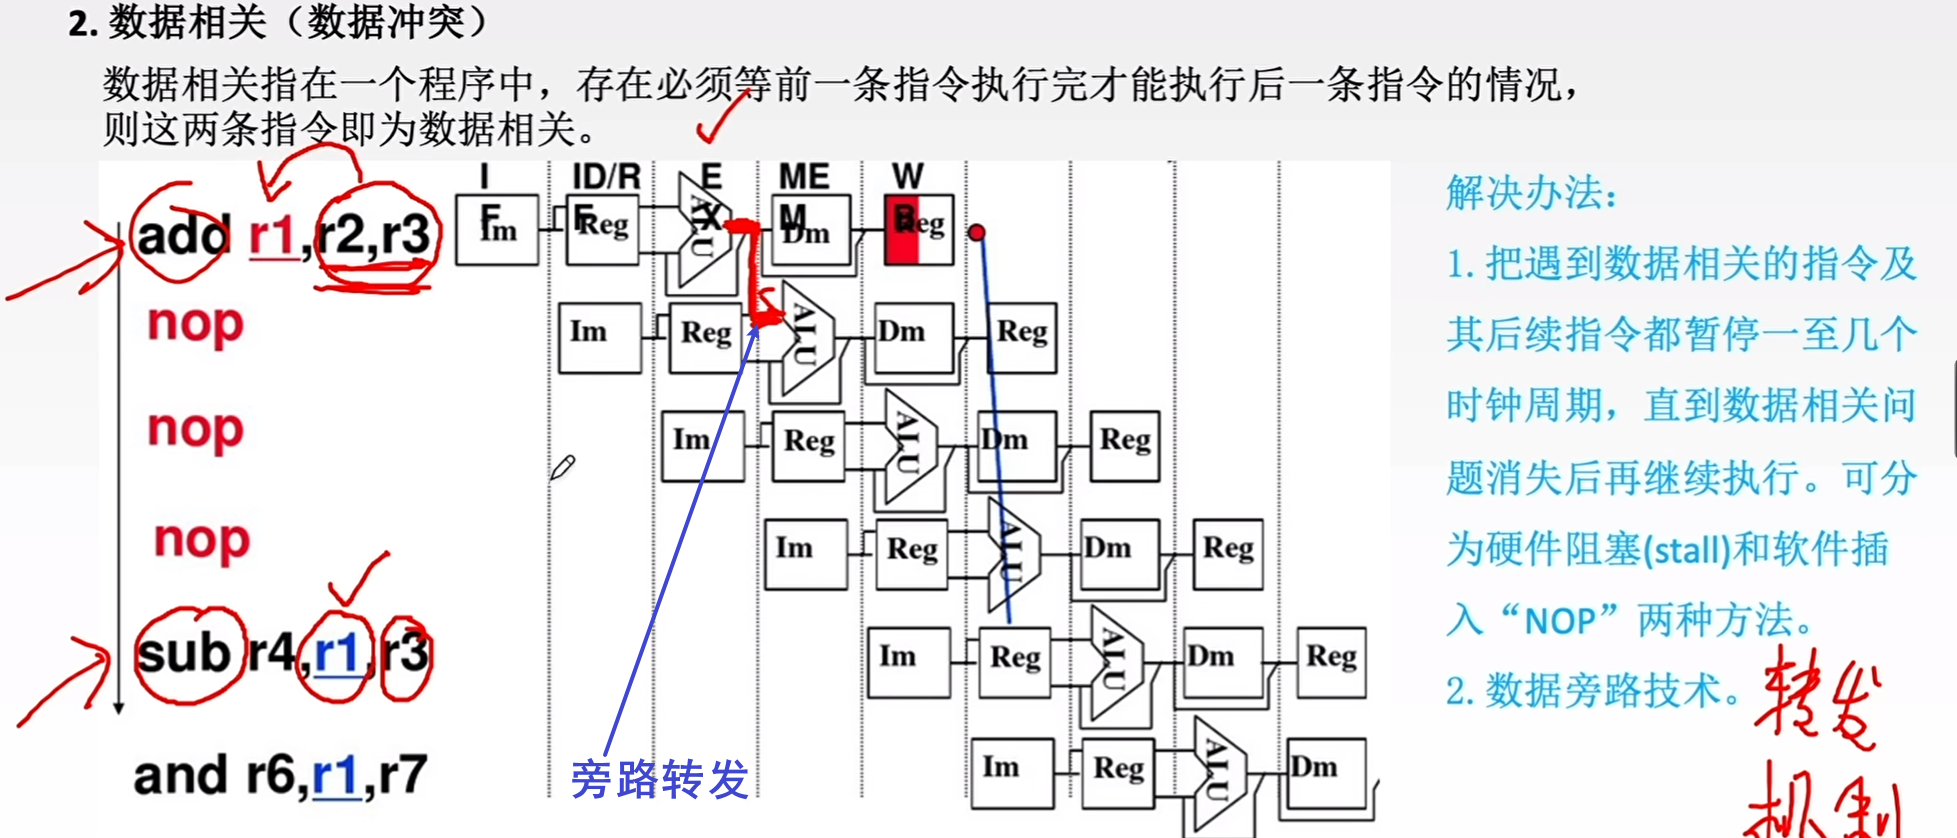 2. 数据相关（数据冲突）
数据相关指在一个程序中，存在必须等前一条指令执行完才能执行后一条指令的情况，
则这两条指令即为数据相关。
I ID/R E ME W
F F X M B
add r1,r2,r3 Im Reg ALU Dm Reg
nop Im Reg ALU Dm Reg
nop Im Reg ALU Dm Reg
nop Im Reg ALU Dm Reg
sub r4,r1,r3 Im Reg ALU Dm Reg
and r6,r1,r7 Im Reg ALU Dm
旁路转发
解决办法：
1. 把遇到数据相关的指令及
其后续指令都暂停一至几个
时钟周期，直到数据相关问
题消失后再继续执行。可分
为硬件阻塞(stall)和软件插
入“NOP”两种方法。
2. 数据旁路技术。
转发
机制